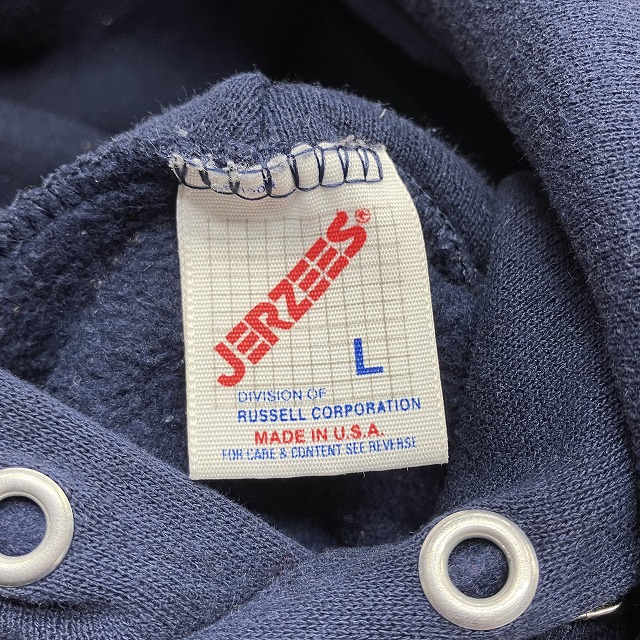 JERZEES®
L
DIVISION OF
RUSSELL CORPORATION
MADE IN U.S.A.
FOR CARE & CONTENT SEE REVERSE